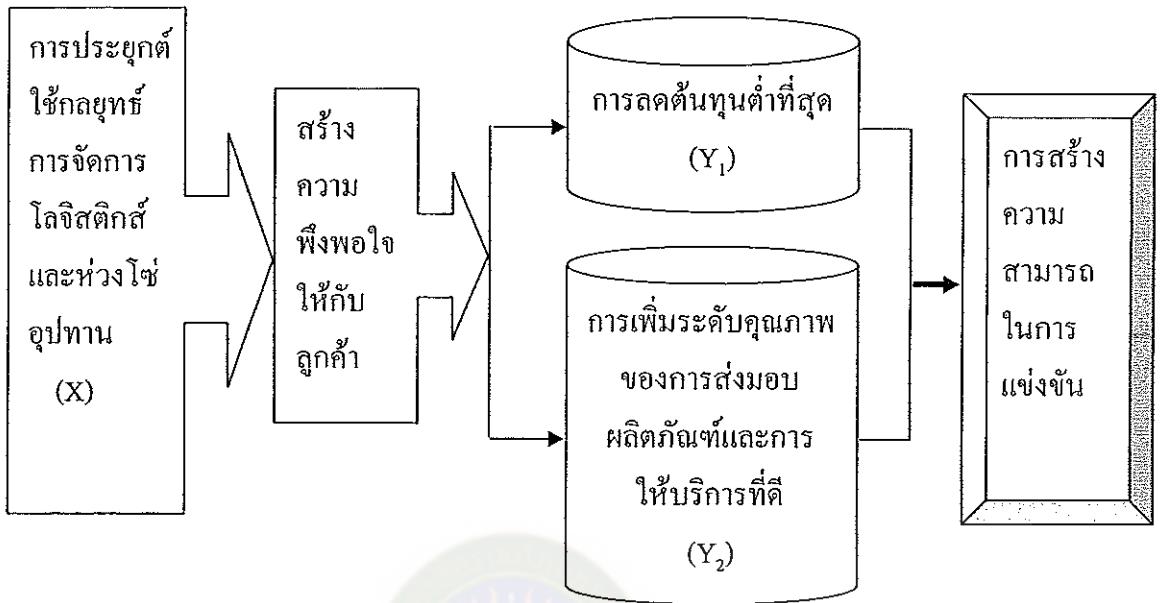 การประยุกต์
ใช้กลยุทธ์
การจัดการ
โลจิสติกส์
และห่วงโซ่
อุปทาน
(X)
สร้าง
ความ
พึงพอใจ
ให้กับ
ลูกค้า
การลดต้นทุนต่ำที่สุด
(Y₁)
การเพิ่มระดับคุณภาพ
ของการส่งมอบ
ผลิตภัณฑ์และการ
ให้บริการที่ดี
(Y₂)
การสร้าง
ความ
สามารถ
ในการ
แข่งขัน